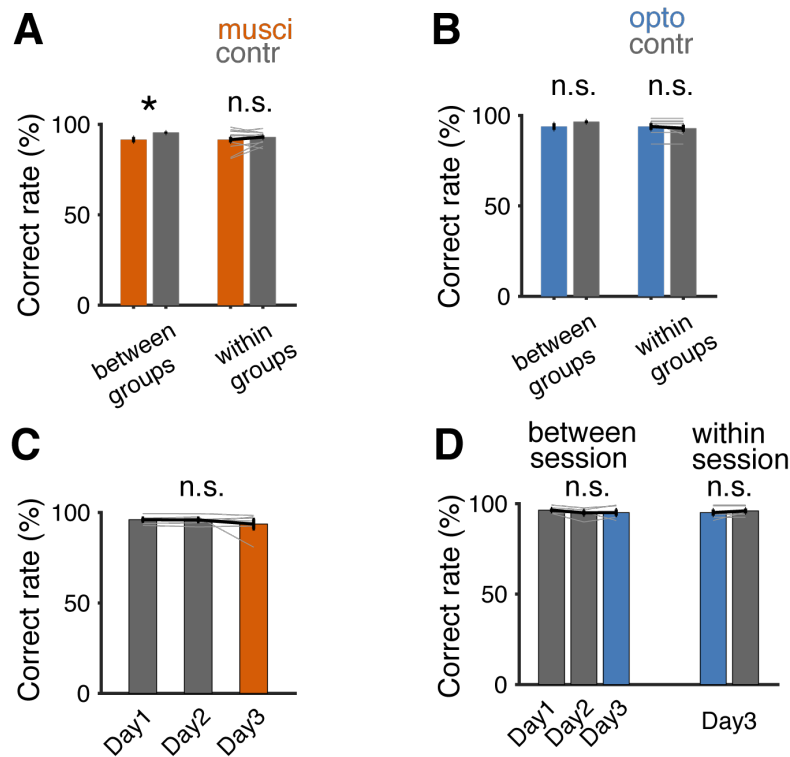 A
musci
contr
*
n.s.
Correct rate (%)
100
50
0
between
groups
within
groups
B
opto
contr
n.s.
n.s.
Correct rate (%)
100
50
0
between
groups
within
groups
C
n.s.
Correct rate (%)
100
50
0
Day1
Day2
Day3
D
between
session
within
session
n.s.
n.s.
Correct rate (%)
100
50
0
Day1
Day2
Day3
Day3